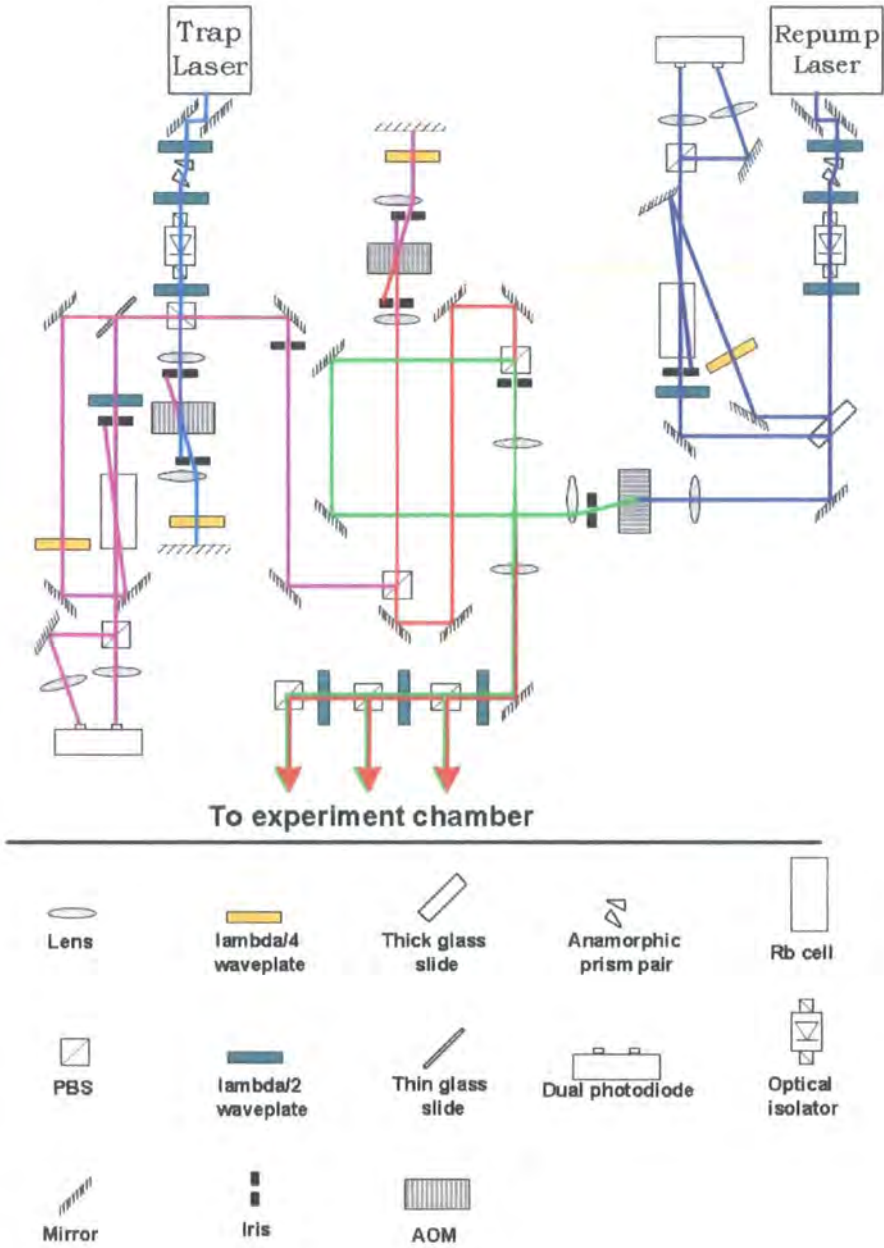 Trap
Laser
Repump
Laser
To experiment chamber
Lens
lambda/4
waveplate
Thick glass
slide
Anamorphic
prism pair
Rb cell
PBS
lambda/2
waveplate
Thin glass
slide
Dual photodiode
Optical
isolator
Mirror
Iris
AOM